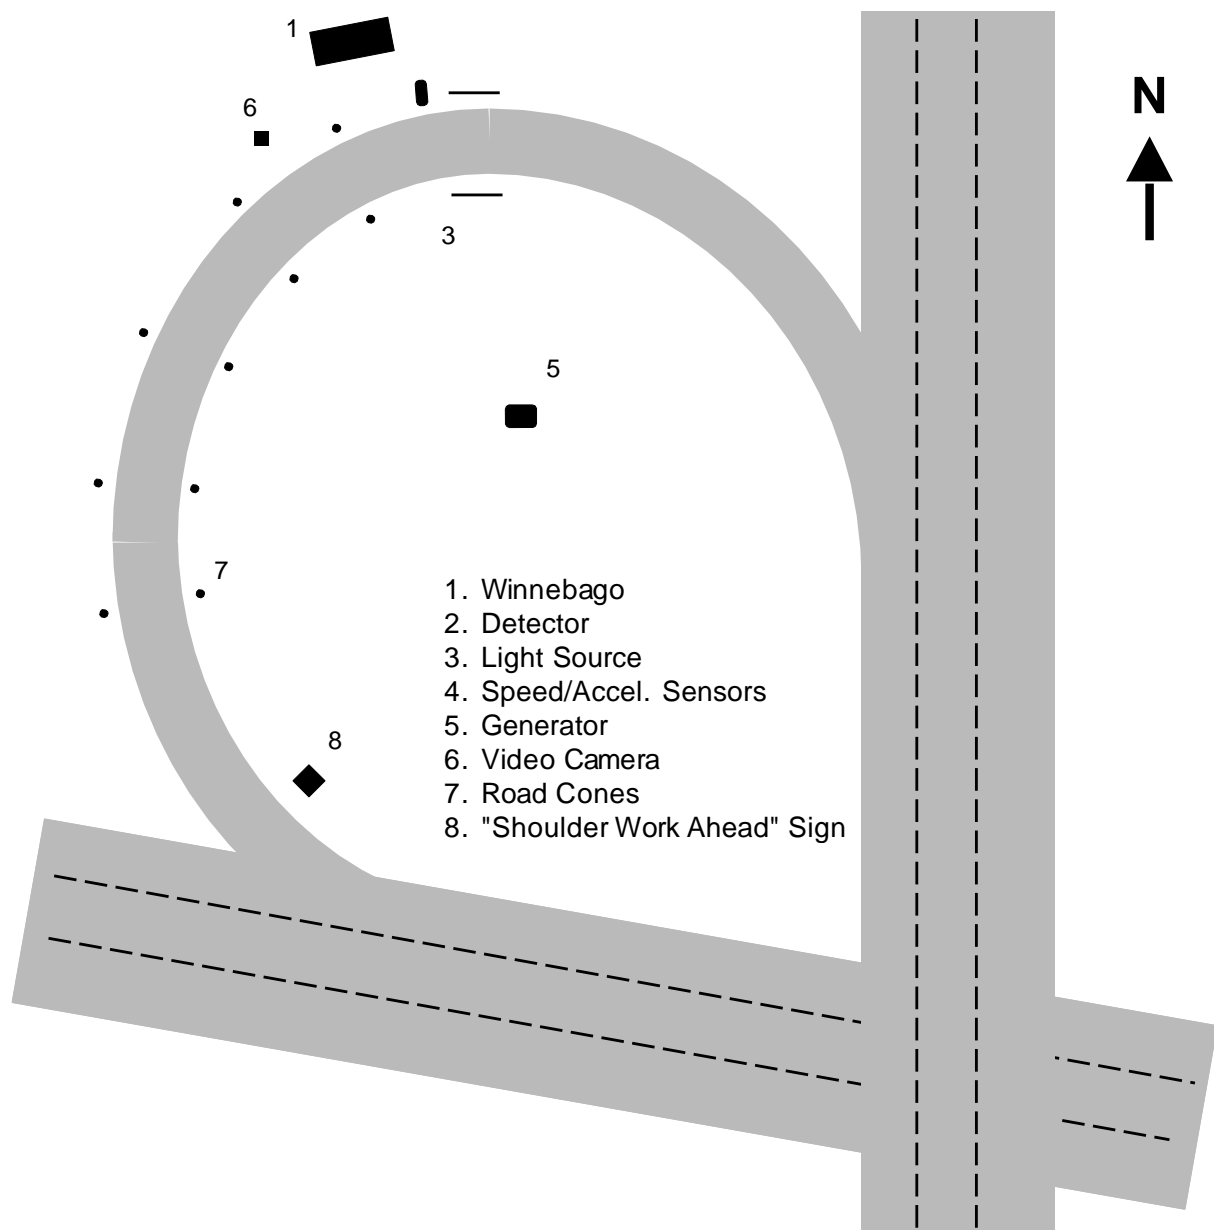 1
6
N
3
5
7
1. Winnebago
2. Detector
3. Light Source
4. Speed/Accel. Sensors
5. Generator
6. Video Camera
7. Road Cones
8. "Shoulder Work Ahead" Sign
8